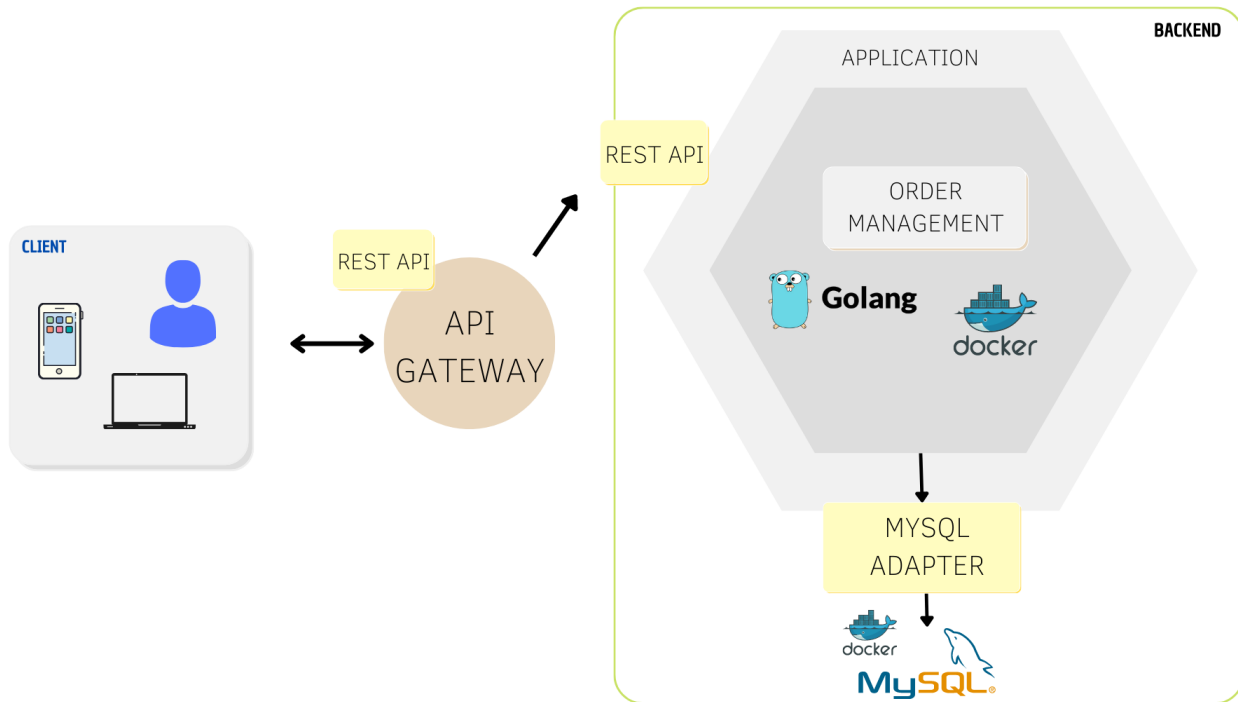 BACKEND
APPLICATION
REST API
ORDER
MANAGEMENT
Golang
docker
CLIENT
REST API
API
GATEWAY
MYSQL
ADAPTER
docker
MySQL®